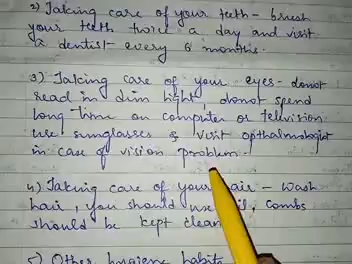 2) Taking care of your teeth - brush
your teeth twice a day and visit
a dentist every 6 months.
3) Taking care of your eyes - donot
read in dim light, donot spend
long time on computer or television
use sunglasses & visit opthalmologist
in case of vision problem.
4) Taking care of your hair - wash
hair, you should use oil, combs
should be kept clean
5) Other hygiene habits